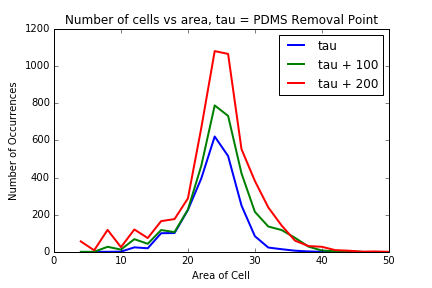 Number of cells vs area, tau = PDMS Removal Point
Number of Occurrences
1200
1000
800
600
400
200
0
tau
tau + 100
tau + 200
0 10 20 30 40 50
Area of Cell